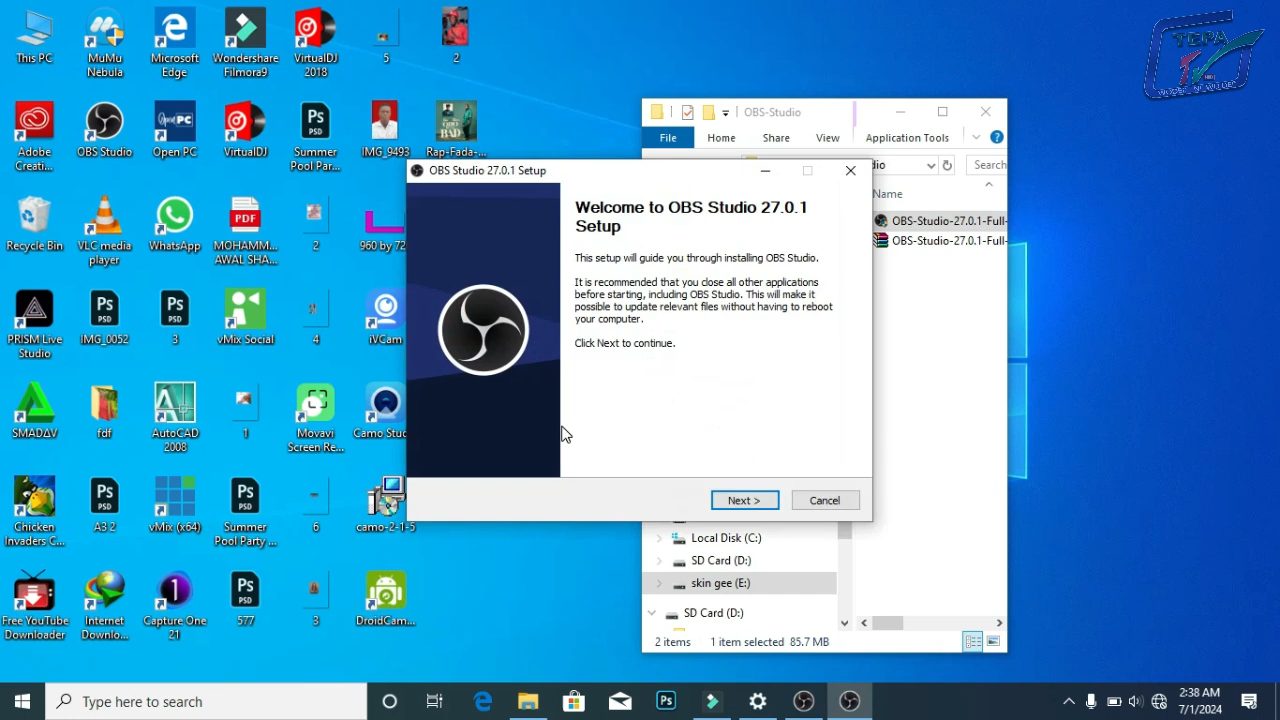 This PC
MuMu
Nebula
Microsoft
Edge
Wondershare
Filmora9
VirtualDJ
2018
5
2
Adobe
Creati...
OBS Studio
Open PC
VirtualDJ
Summer
Pool Par...
IMG_9493
Rap-Fada-...
Recycle Bin
VLC media
player
WhatsApp
MOHAMM...
AWAL SHA...
2
960 by 72
PRISM Live
Studio
IMG_0052
3
vMix Social
4
iVCam
SMADΔV
fdf
AutoCAD
2008
1
Movavi
Screen Re...
Camo Stud
Chicken
Invaders C...
A3 2
vMix (x64)
Summer
Pool Party ...
6
camo-2-1-5
Free YouTube
Downloader
Internet
Downlo...
Capture One
21
577
3
DroidCam...
OBS-Studio
File
Home
Share
View
Application Tools
dio
Search
Name
OBS-Studio-27.0.1-Full-
OBS-Studio-27.0.1-Full-
OBS Studio 27.0.1 Setup
Welcome to OBS Studio 27.0.1
Setup
This setup will guide you through installing OBS Studio.
It is recommended that you close all other applications
before starting, including OBS Studio. This will make it
possible to update relevant files without having to reboot
your computer.
Click Next to continue.
Next >
Cancel
Local Disk (C:)
SD Card (D:)
skin gee (E:)
SD Card (D:)
2 items
1 item selected 85.7 MB
Type here to search
2:38 AM
7/1/2024
TEPA
TV